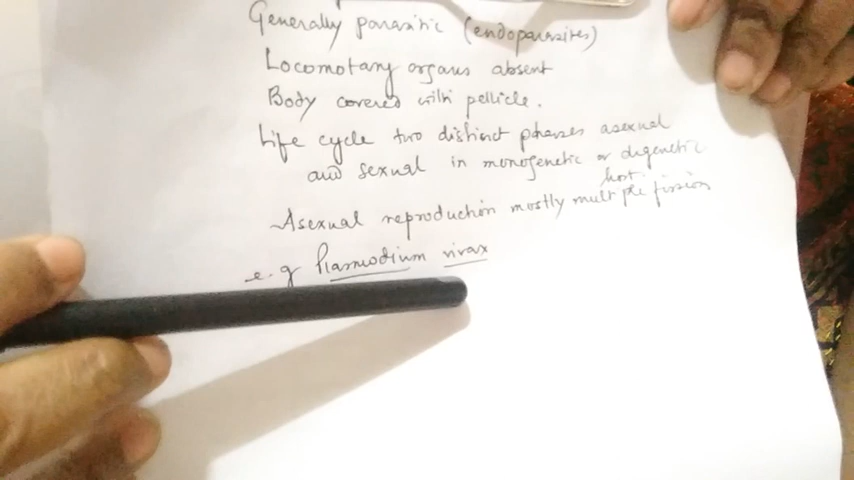 Generally parasitic (endoparasites)
Locomotary organs absent
Body covered with pellicle.
Life cycle two distinct phases asexual
and sexual in monogenetic or digenetic
host.
Asexual reproduction mostly multiple fission
e.g Plasmodium vivax